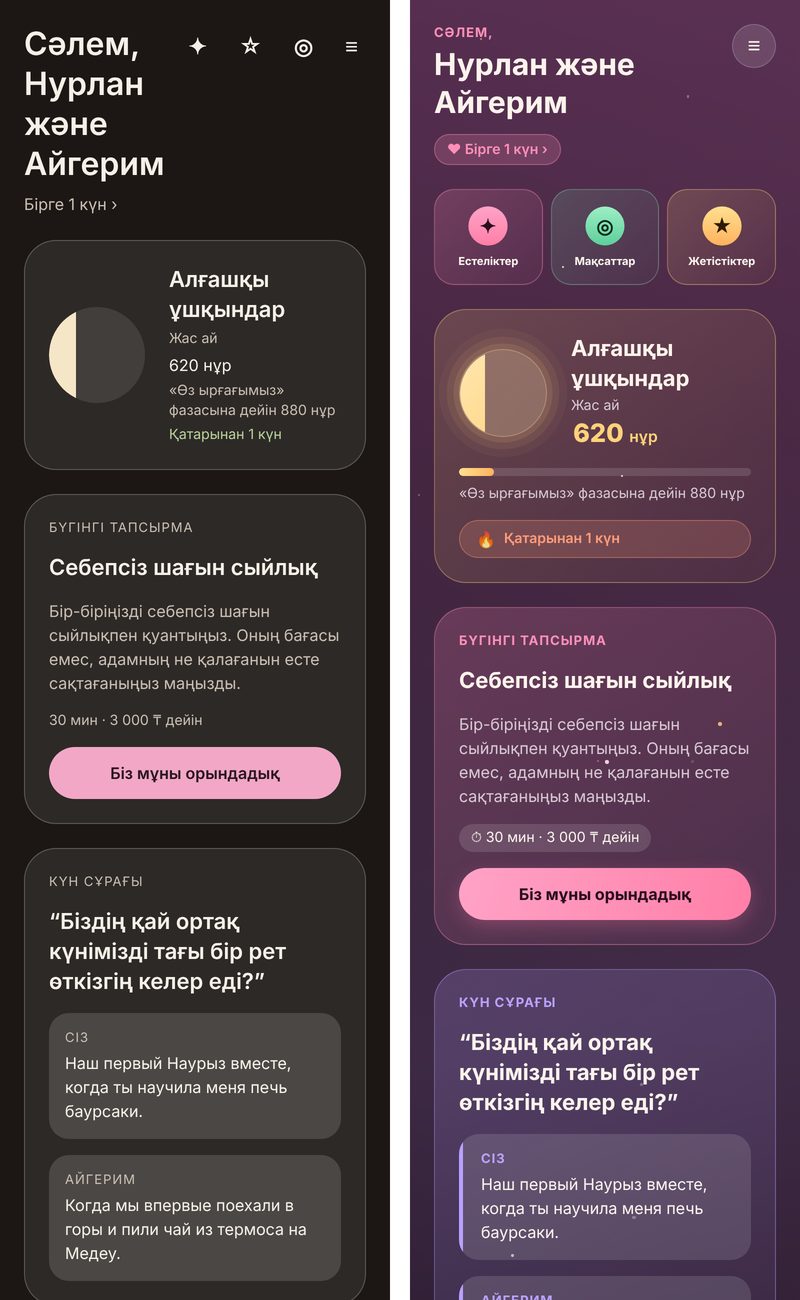 Сәлем,
Нурлан
және
Айгерим
✦ ☆ ◎ ≡
Бірге 1 күн ›
Алғашқы
ұшқындар
Жас ай
620 нұр
«Өз ырғағымыз»
фазасына дейін 880 нұр
Қатарынан 1 күн
БҮГІНГІ ТАПСЫРМА
Себепсіз шағын сыйлық
Бір-біріңізді себепсіз шағын
сыйлықпен қуантыңыз. Оның бағасы
емес, адамның не қалағанын есте
сақтағаныңыз маңызды.
30 мин · 3 000 ₸ дейін
Біз мұны орындадық
КҮН СҰРАҒЫ
“Біздің қай ортақ
күнімізді тағы бір рет
өткізгің келер еді?”
СІЗ
Наш первый Наурыз вместе,
когда ты научила меня печь
баурсаки.
АЙГЕРИМ
Когда мы впервые поехали в
горы и пили чай из термоса на
Медеу.
СӘЛЕМ,
Нурлан және
Айгерим
≡
♥ Бірге 1 күн ›
Естеліктер
Мақсаттар
Жетістіктер
Алғашқы
ұшқындар
Жас ай
620 нұр
«Өз ырғағымыз» фазасына дейін 880 нұр
🔥 Қатарынан 1 күн
БҮГІНГІ ТАПСЫРМА
Себепсіз шағын сыйлық
Бір-біріңізді себепсіз шағын
сыйлықпен қуантыңыз. Оның бағасы
емес, адамның не қалағанын есте
сақтағаныңыз маңызды.
⏱ 30 мин · 3 000 ₸ дейін
Біз мұны орындадық
КҮН СҰРАҒЫ
“Біздің қай ортақ
күнімізді тағы бір рет
өткізгің келер еді?”
СІЗ
Наш первый Наурыз вместе,
когда ты научила меня печь
баурсаки.
АЙГЕРИМ